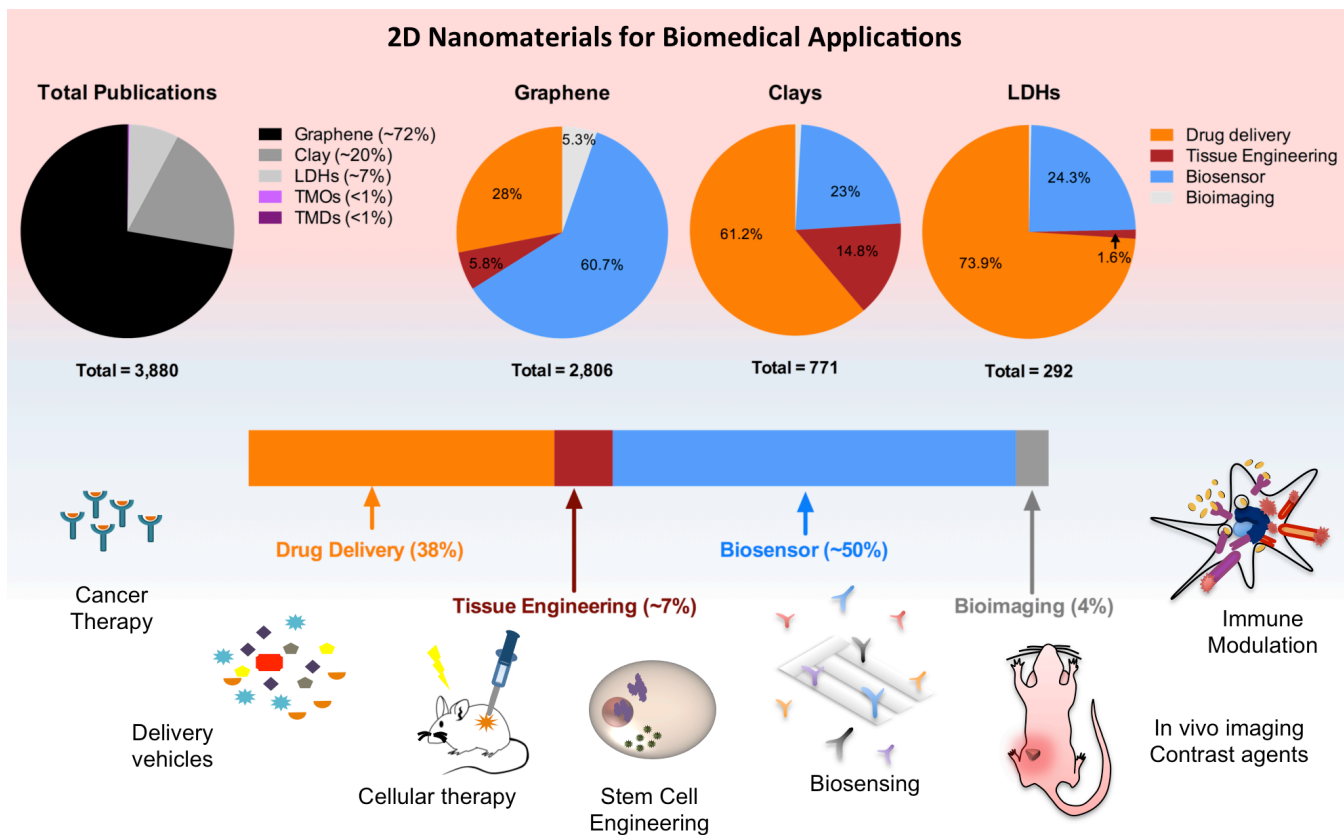 2D Nanomaterials for Biomedical Applications
Total Publications
Graphene (~72%)
Clay (~20%)
LDHs (~7%)
TMOs (<1%)
TMDs (<1%)
Total = 3,880
Graphene
5.3%
28%
5.8%
60.7%
Total = 2,806
Clays
23%
61.2%
14.8%
Total = 771
LDHs
24.3%
73.9%
1.6%
Total = 292
Drug delivery
Tissue Engineering
Biosensor
Bioimaging
Drug Delivery (38%)
Biosensor (~50%)
Tissue Engineering (~7%)
Bioimaging (4%)
Cancer
Therapy
Delivery
vehicles
Cellular therapy
Stem Cell
Engineering
Biosensing
Immune
Modulation
In vivo imaging
Contrast agents